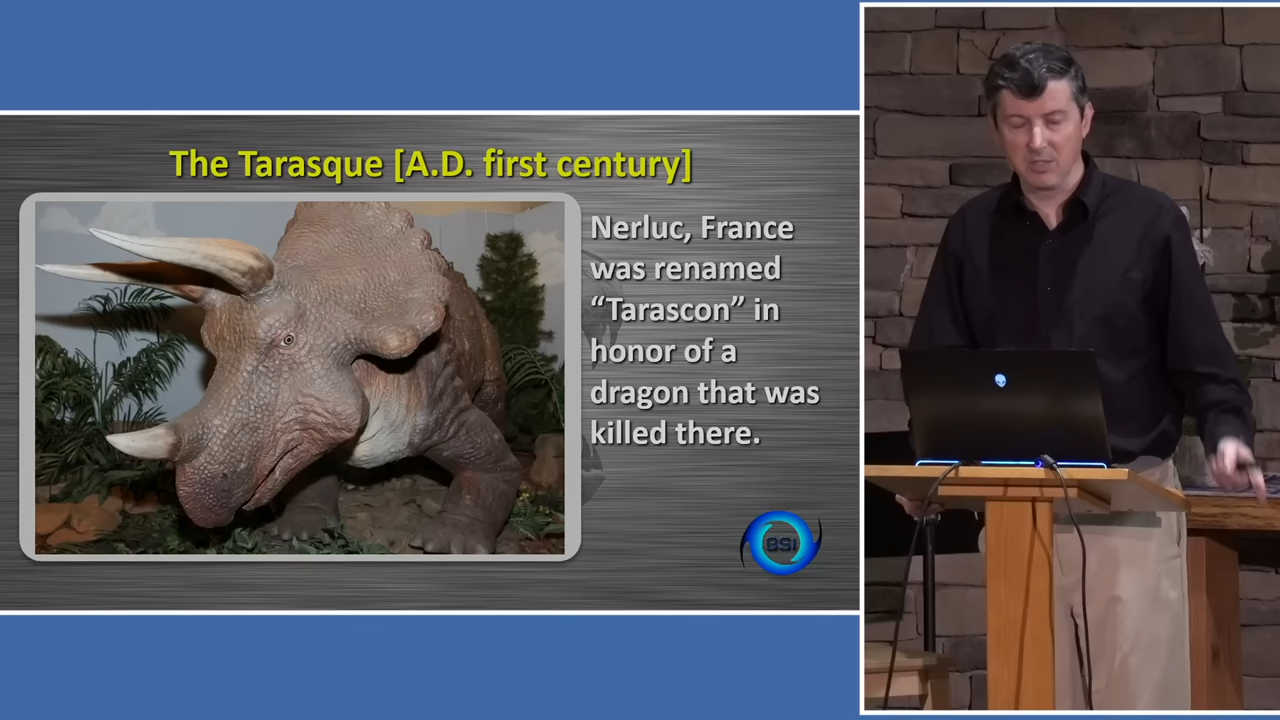 The Tarasque [A.D. first century]
Nerluc, France
was renamed
“Tarascon” in
honor of a
dragon that was
killed there.
BSI